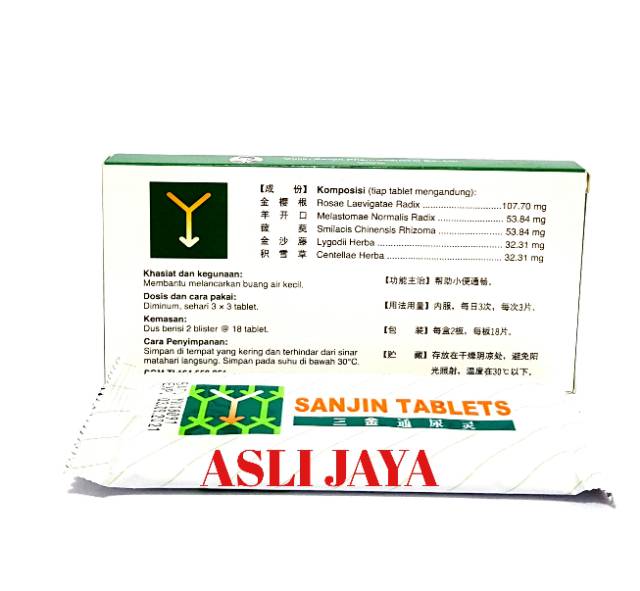 【成 份】 Komposisi (tiap tablet mengandung):
金 樱 根 Rosae Laevigatae Radix ........................107.70 mg
羊 开 口 Melastomae Normalis Radix ........................ 53.84 mg
菝 葜 Smilacis Chinensis Rhizoma ........................ 53.84 mg
金 沙 藤 Lygodii Herba ........................ 32.31 mg
积 雪 草 Centellae Herba ........................ 32.31 mg
Khasiat dan kegunaan:
Membantu melancarkan buang air kecil.
【功能主治】帮助小便通畅。
Dosis dan cara pakai:
Diminum, sehari 3 x 3 tablet.
【用法用量】内服，每日3次，每次3片。
Kemasan:
Dus berisi 2 blister @ 18 tablet.
【包 装】每盒2板，每板18片。
Cara Penyimpanan:
Simpan di tempat yang kering dan terhindar dari sinar
matahari langsung. Simpan pada suhu di bawah 30°C.
【贮 藏】存放在干燥阴凉处，避免阳
光照射，温度在30℃以下。
SANJIN TABLETS
三金通尿灵
ASLI JAYA